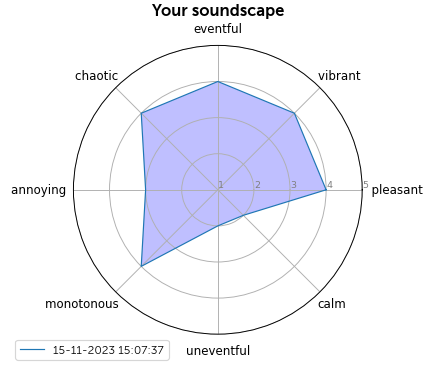 Your soundscape
eventful
chaotic
vibrant
annoying
1
2
3
4
5
pleasant
monotonous
calm
uneventful
15-11-2023 15:07:37